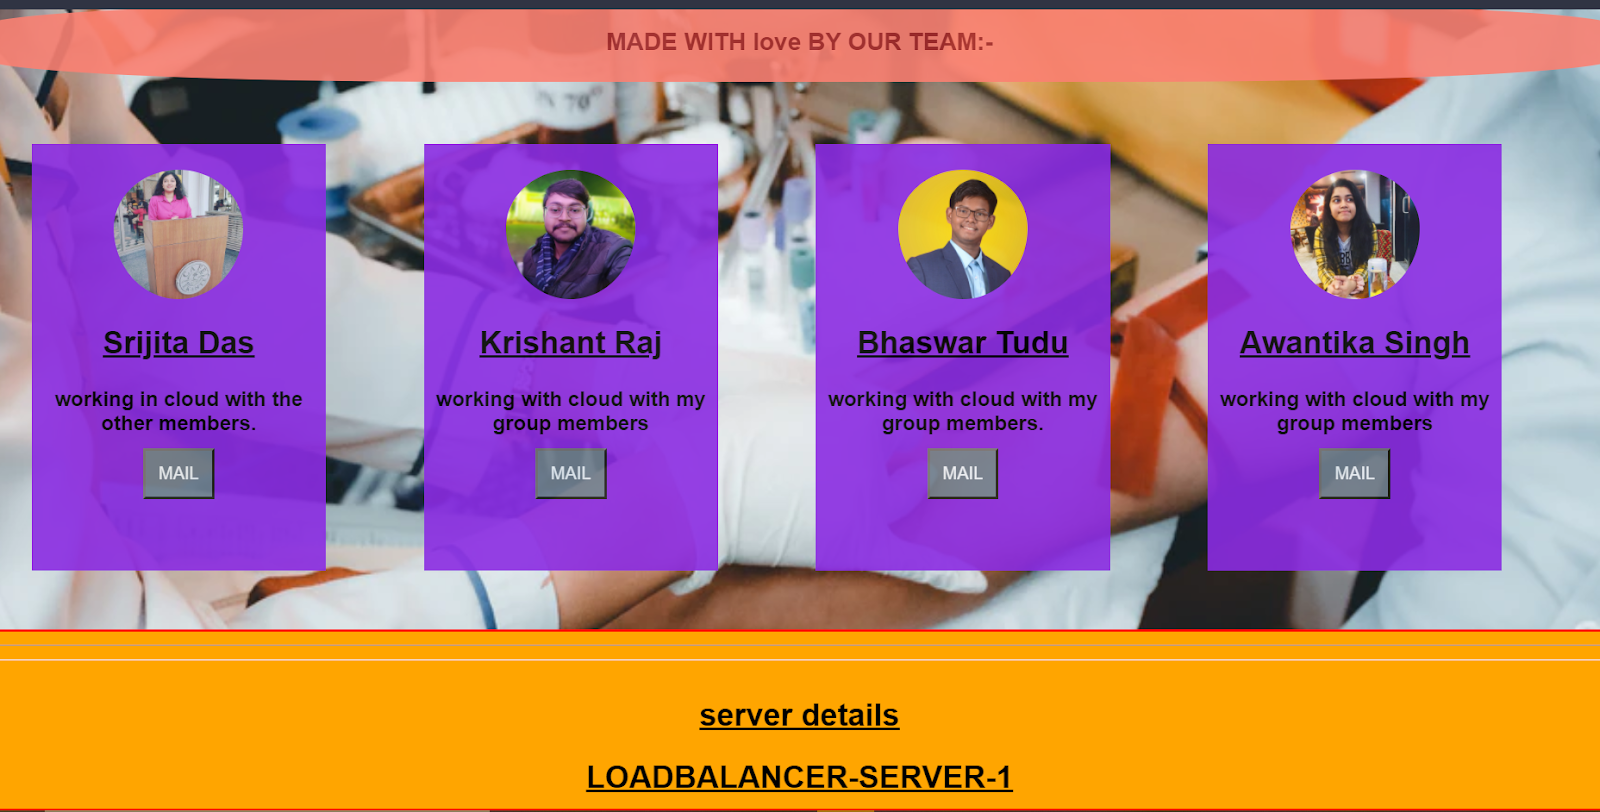 MADE WITH love BY OUR TEAM:-
Srijita Das
working in cloud with the
other members.
MAIL
Krishant Raj
working with cloud with my
group members
MAIL
Bhaswar Tudu
working with cloud with my
group members.
MAIL
Awantika Singh
working with cloud with my
group members
MAIL
server details
LOADBALANCER-SERVER-1